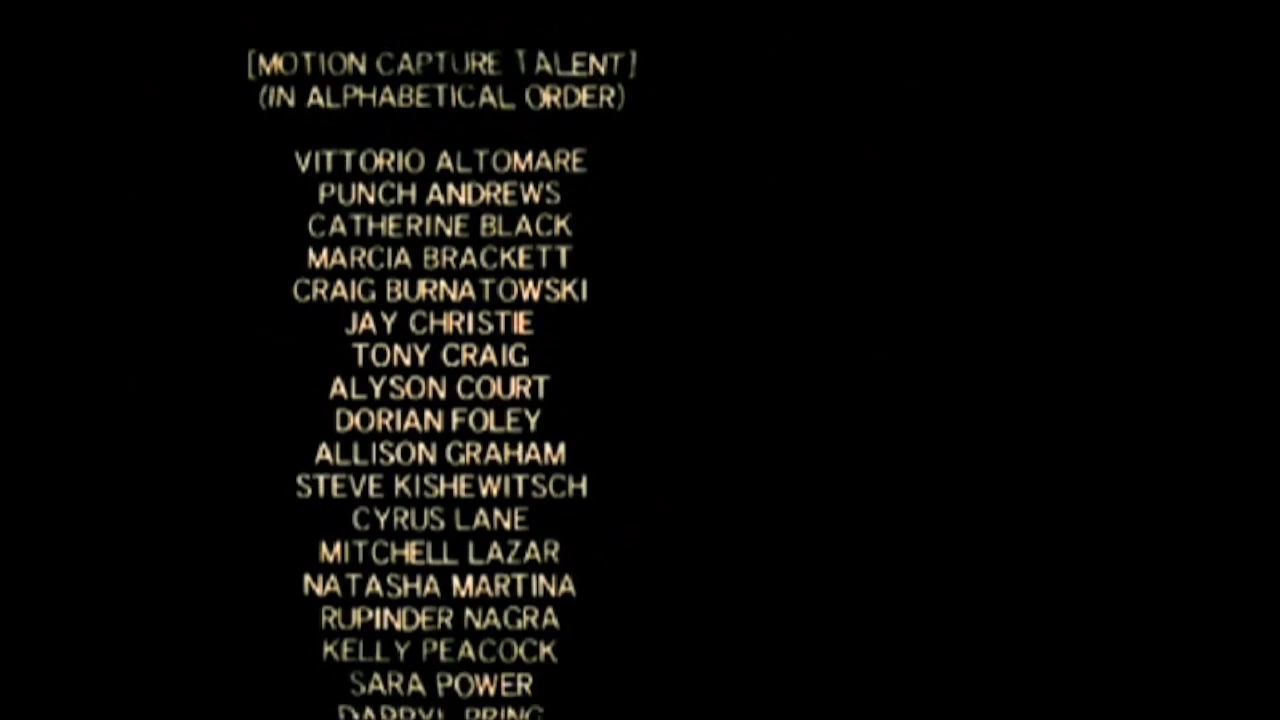 [MOTION CAPTURE TALENT]
(IN ALPHABETICAL ORDER)
VITTORIO ALTOMARE
PUNCH ANDREWS
CATHERINE BLACK
MARCIA BRACKETT
CRAIG BURNATOWSKI
JAY CHRISTIE
TONY CRAIG
ALYSON COURT
DORIAN FOLEY
ALLISON GRAHAM
STEVE KISHEWITSCH
CYRUS LANE
MITCHELL LAZAR
NATASHA MARTINA
RUPINDER NAGRA
KELLY PEACOCK
SARA POWER
DARRYL PRING